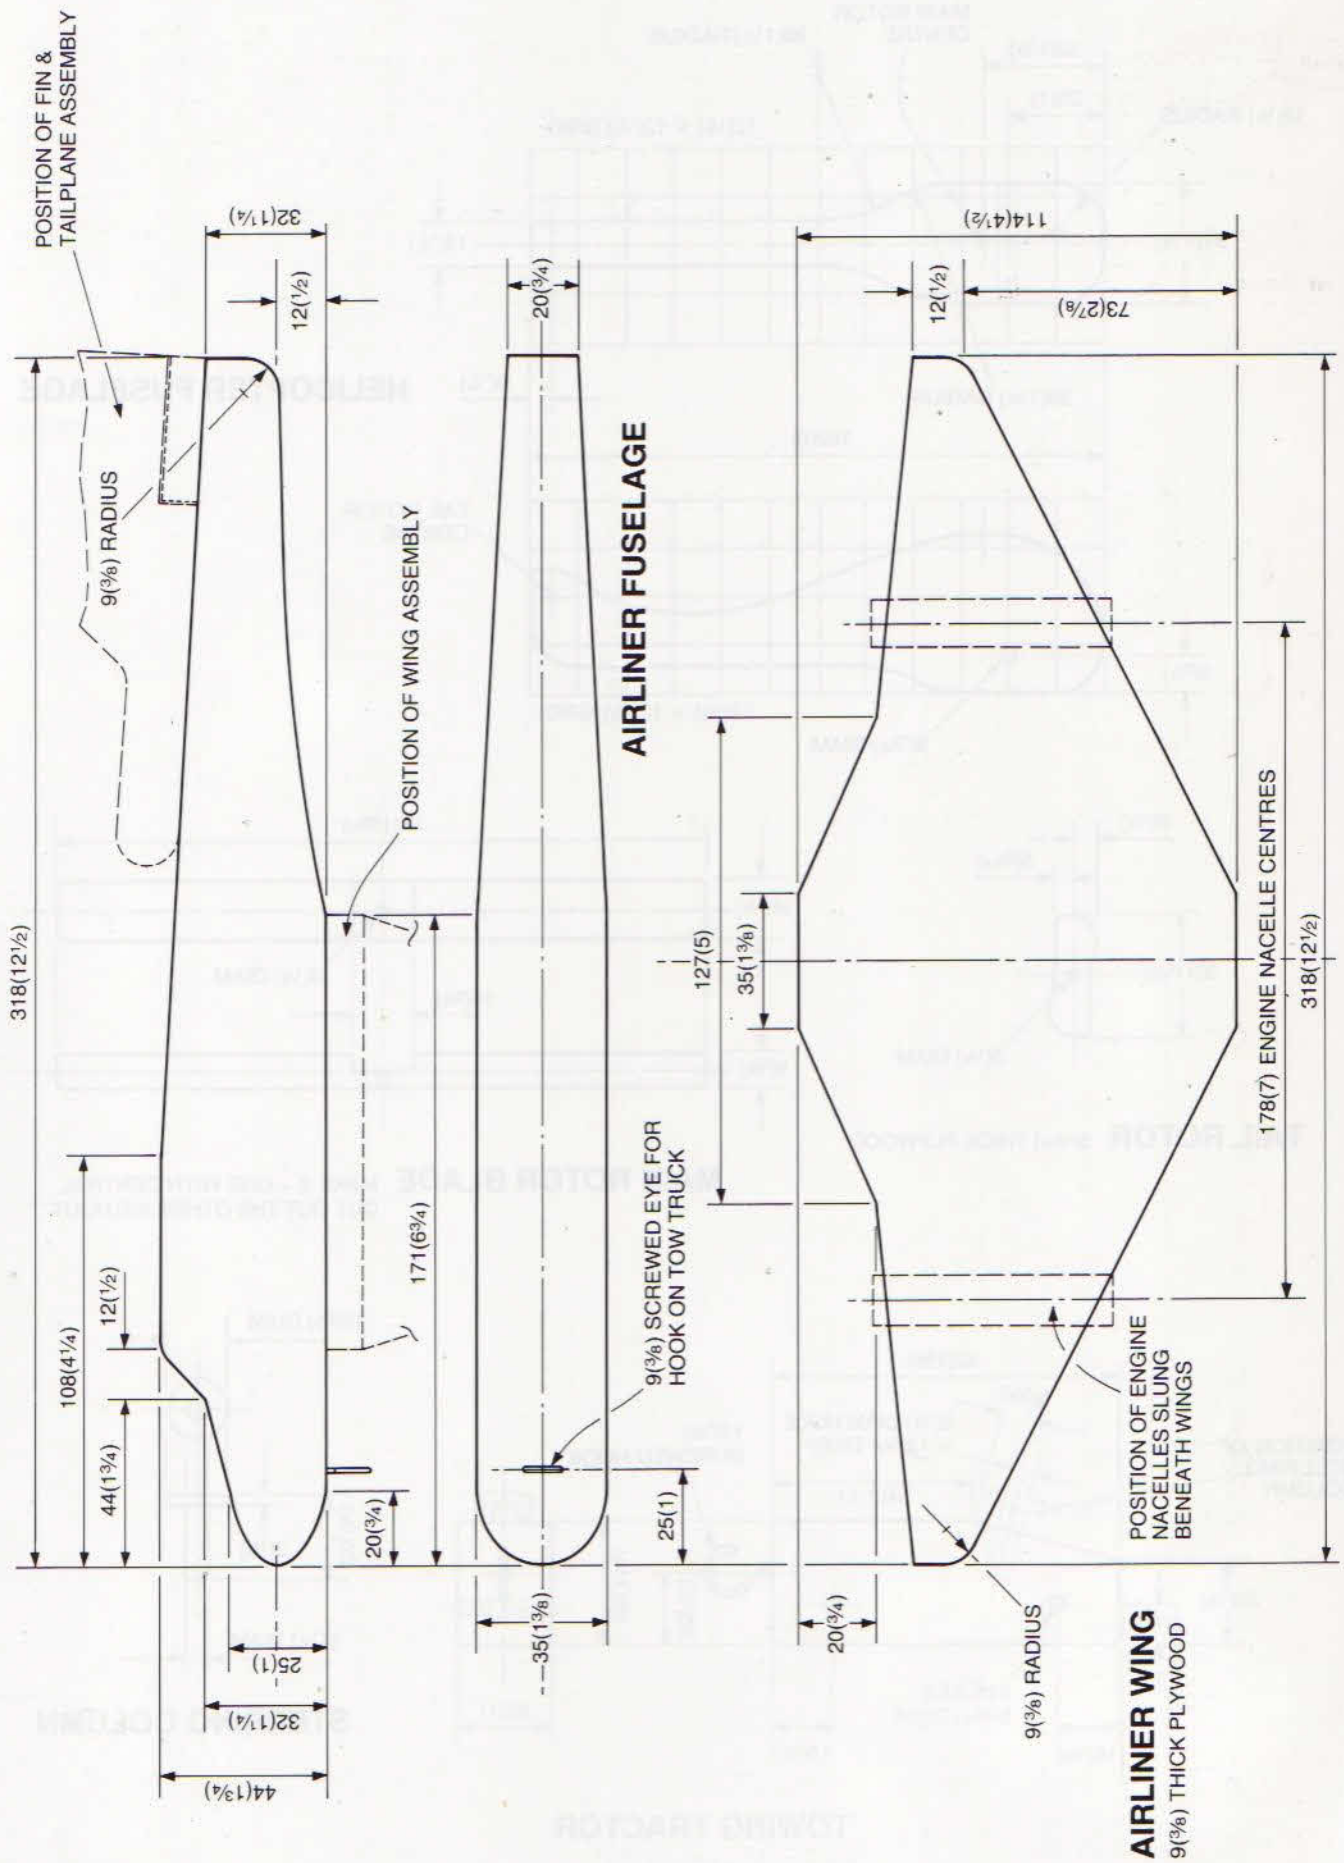 POSITION OF FIN &
TAILPLANE ASSEMBLY
318(12½)
32(1¼)
12(½)
9(⅜) RADIUS
108(4¼)
12(½)
44(1¾)
POSITION OF WING ASSEMBLY
171(6¾)
20(¾)
25(1)
32(1¼)
44(1¾)
20(¾)
AIRLINER FUSELAGE
9(⅜) SCREWED EYE FOR
HOOK ON TOW TRUCK
25(1)
35(1⅜)
114(4½)
12(½)
73(2⅞)
127(5)
35(1⅜)
20(¾)
178(7) ENGINE NACELLE CENTRES
318(12½)
POSITION OF ENGINE
NACELLES SLUNG
BENEATH WINGS
9(⅜) RADIUS
AIRLINER WING
9(⅜) THICK PLYWOOD
HELICOPTER FUSELAGE
TAIL ROTOR
MAIN ROTOR BLADE
STEERING COLUMN
TOWING TRACTOR